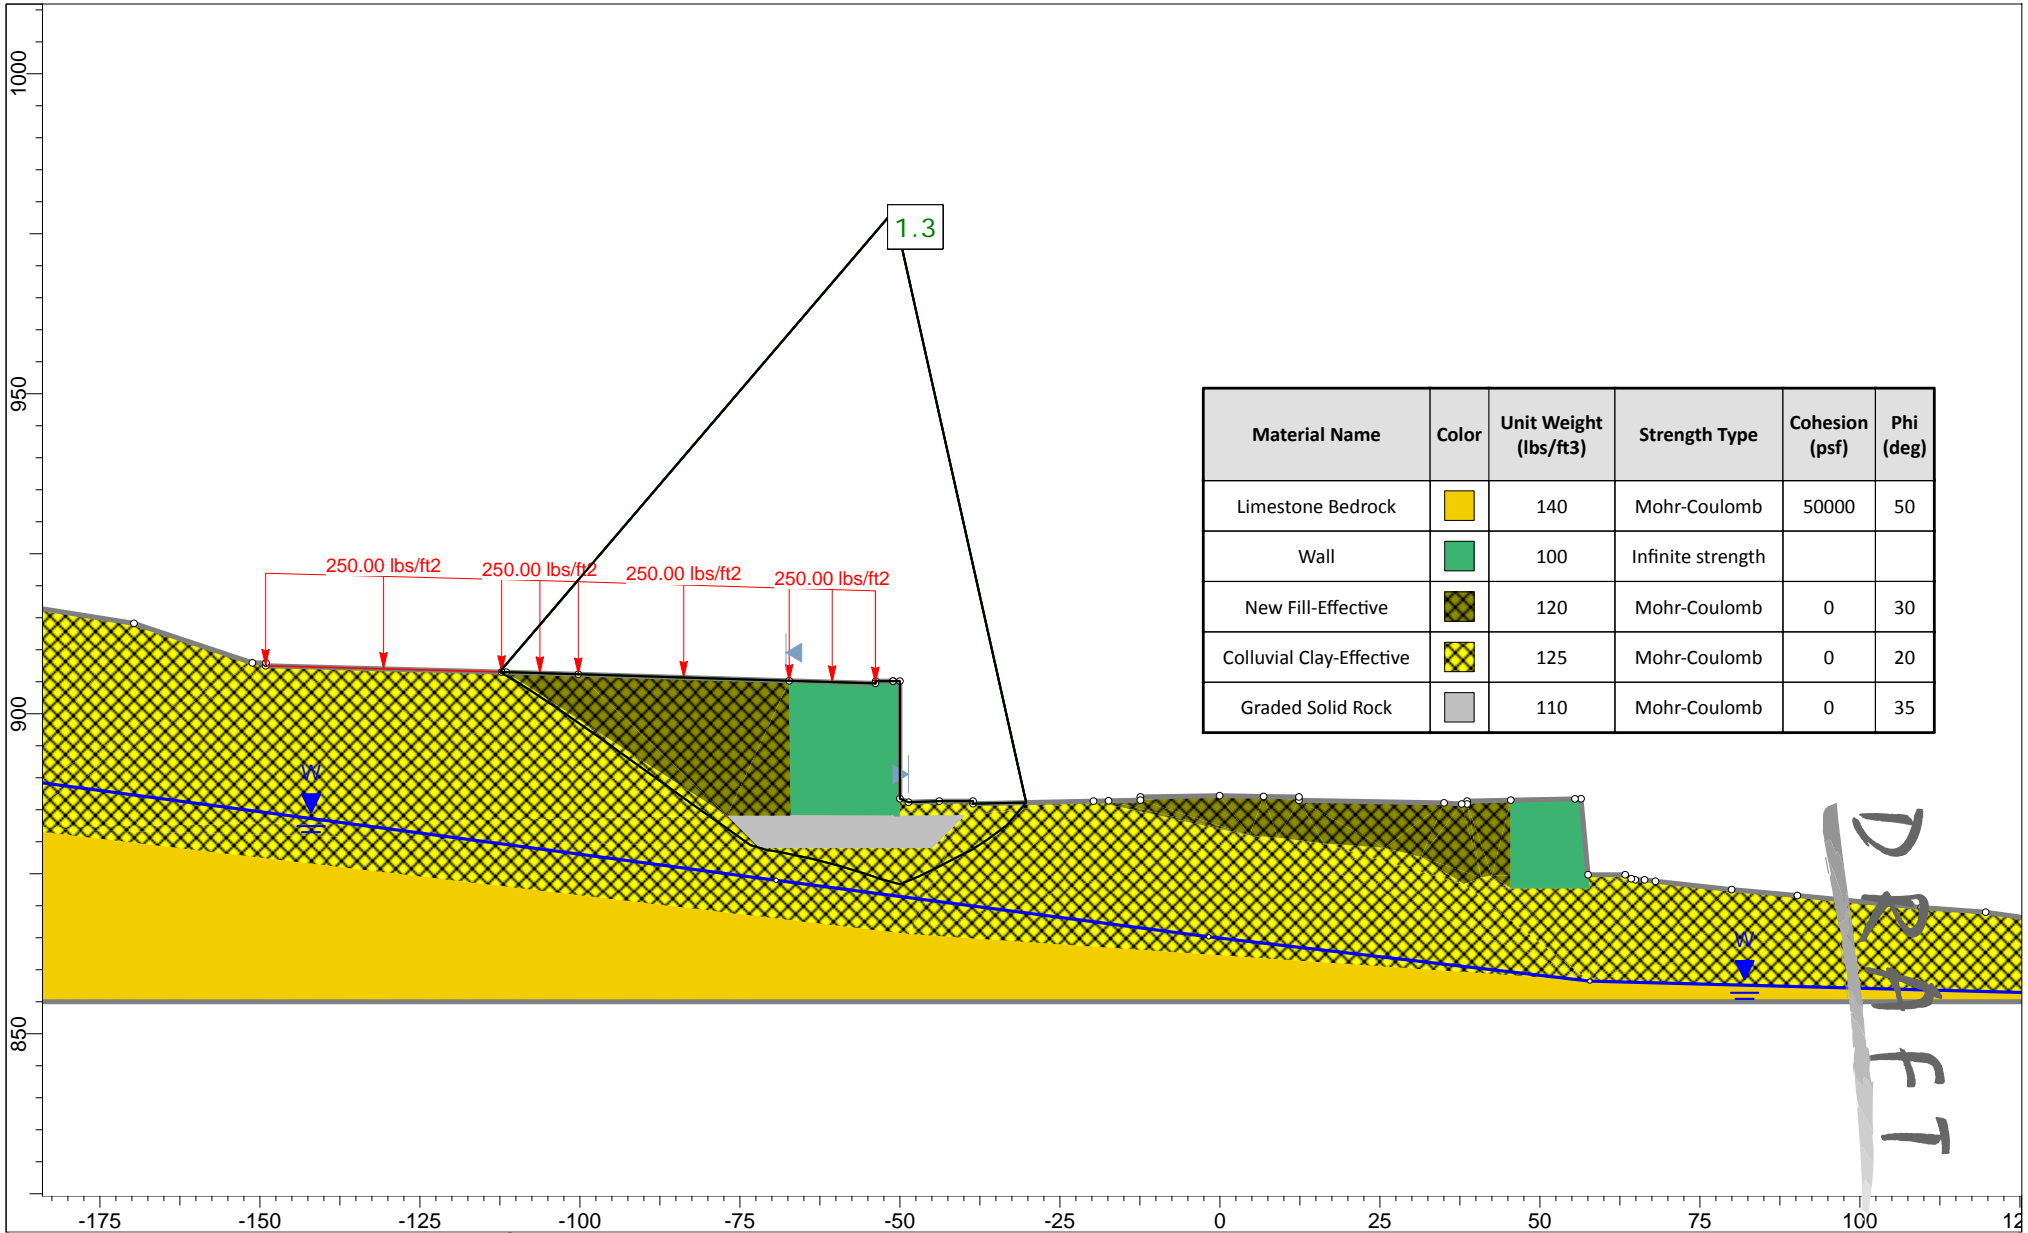 1000
950
900
850
1.3
250.00 lbs/ft2 250.00 lbs/ft2 250.00 lbs/ft2 250.00 lbs/ft2
W
W
Material Name Color Unit Weight (lbs/ft3) Strength Type Cohesion (psf) Phi (deg)
Limestone Bedrock 140 Mohr-Coulomb 50000 50
Wall 100 Infinite strength
New Fill-Effective 120 Mohr-Coulomb 0 30
Colluvial Clay-Effective 125 Mohr-Coulomb 0 20
Graded Solid Rock 110 Mohr-Coulomb 0 35
DRAFT
-175 -150 -125 -100 -75 -50 -25 0 25 50 75 100 12